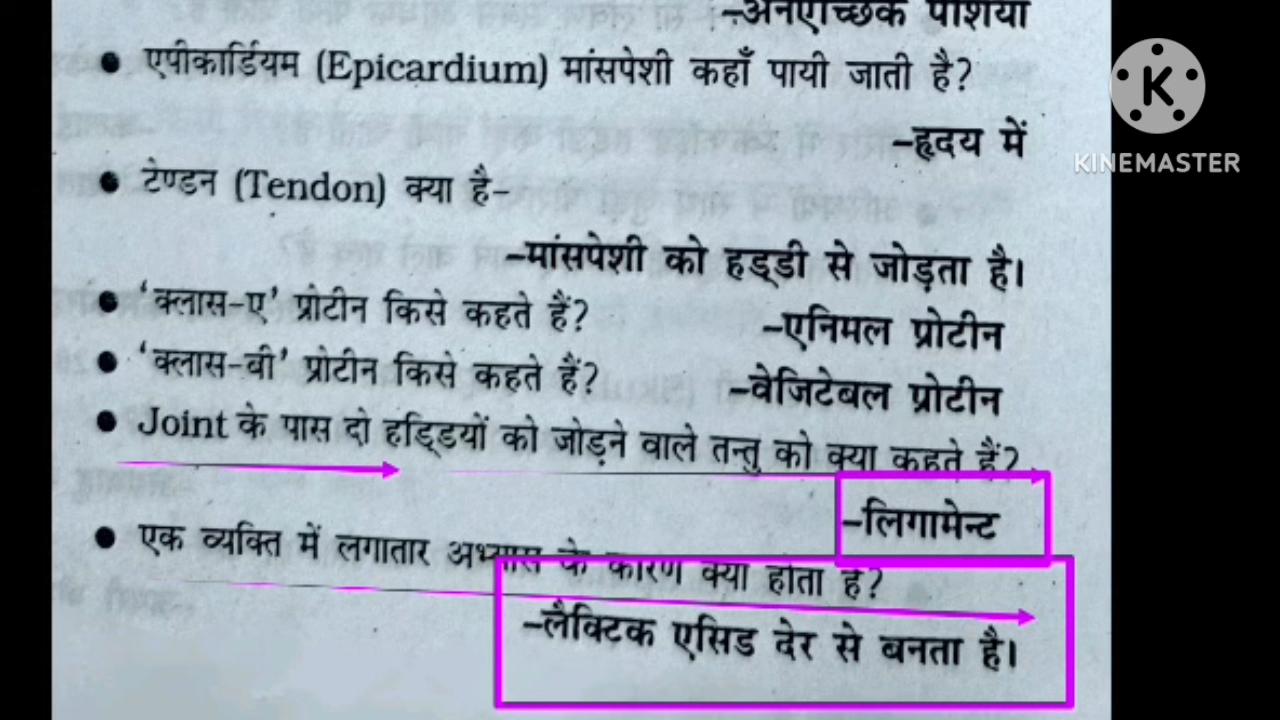 –अनैच्छिक पेशियाँ
● एपीकार्डियम (Epicardium) मांसपेशी कहाँ पायी जाती है?
–हृदय में
● टेण्डन (Tendon) क्या है–
–मांसपेशी को हड्डी से जोड़ता है।
● ‘क्लास-ए’ प्रोटीन किसे कहते हैं?
–एनिमल प्रोटीन
● ‘क्लास-बी’ प्रोटीन किसे कहते हैं?
–वेजिटेबल प्रोटीन
● Joint के पास दो हड्डियों को जोड़ने वाले तन्तु को क्या कहते हैं?
–लिगामेन्ट
● एक व्यक्ति में लगातार अभ्यास के कारण क्या होता है?
–लैक्टिक एसिड देर से बनता है।
K
KINEMASTER